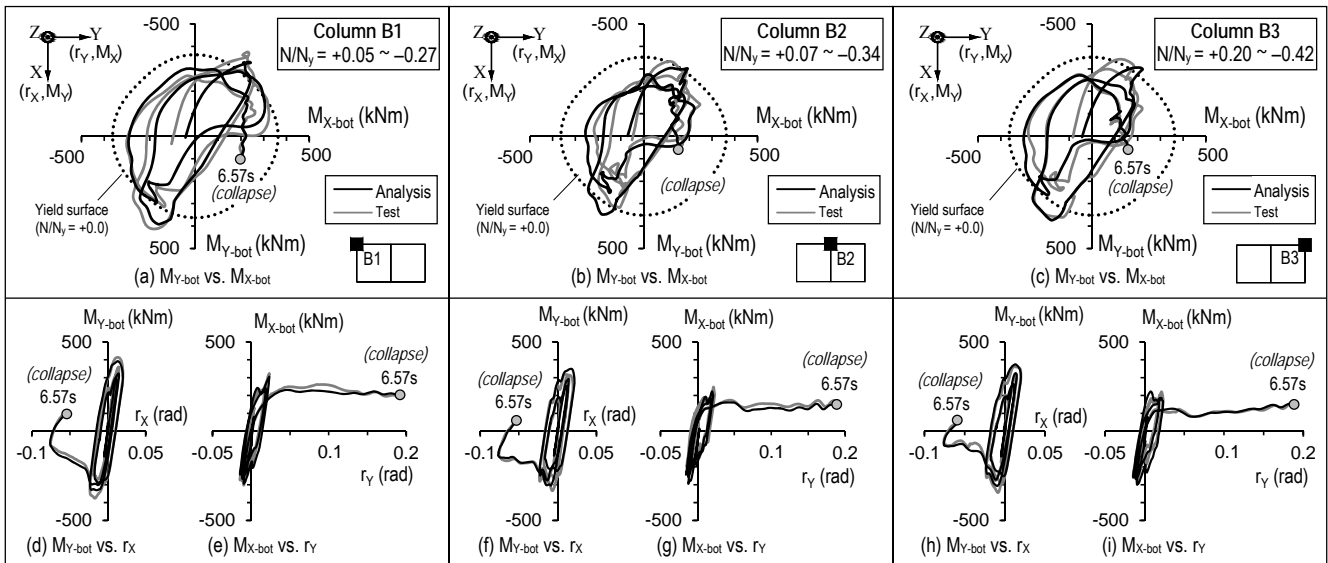 -500
Z
Y
(rY, MX)
X
(rX, MY)
Column B1
N/Ny = +0.05 ~ −0.27
MX-bot (kNm)
-500
500
6.57s
(collapse)
Analysis
Test
Yield surface
(N/Ny = +0.0)
500
MY-bot (kNm)
B1
(a) MY-bot vs. MX-bot
-500
Z
Y
(rY, MX)
X
(rX, MY)
Column B2
N/Ny = +0.07 ~ −0.34
MX-bot (kNm)
-500
500
6.57s
(collapse)
Analysis
Test
Yield surface
(N/Ny = +0.0)
500
MY-bot (kNm)
B2
(b) MY-bot vs. MX-bot
-500
Z
Y
(rY, MX)
X
(rX, MY)
Column B3
N/Ny = +0.20 ~ −0.42
MX-bot (kNm)
-500
500
6.57s
(collapse)
Analysis
Test
Yield surface
(N/Ny = +0.0)
500
MY-bot (kNm)
B3
(c) MY-bot vs. MX-bot
MY-bot (kNm)
500
(collapse)
6.57s
rX (rad)
-0.1
0.05
-500
(d) MY-bot vs. rX
MX-bot (kNm)
500
(collapse)
6.57s
0.1
0.2
rY (rad)
-500
(e) MX-bot vs rY
MY-bot (kNm)
500
(collapse)
6.57s
rX (rad)
-0.1
0.05
-500
(f) MY-bot vs. rX
MX-bot (kNm)
500
(collapse)
6.57s
0.1
0.2
rY (rad)
-500
(g) MX-bot vs rY
MY-bot (kNm)
500
(collapse)
6.57s
rX (rad)
-0.1
0.05
-500
(h) MY-bot vs. rX
MX-bot (kNm)
500
(collapse)
6.57s
0.1
0.2
rY (rad)
-500
(i) MX-bot vs rY